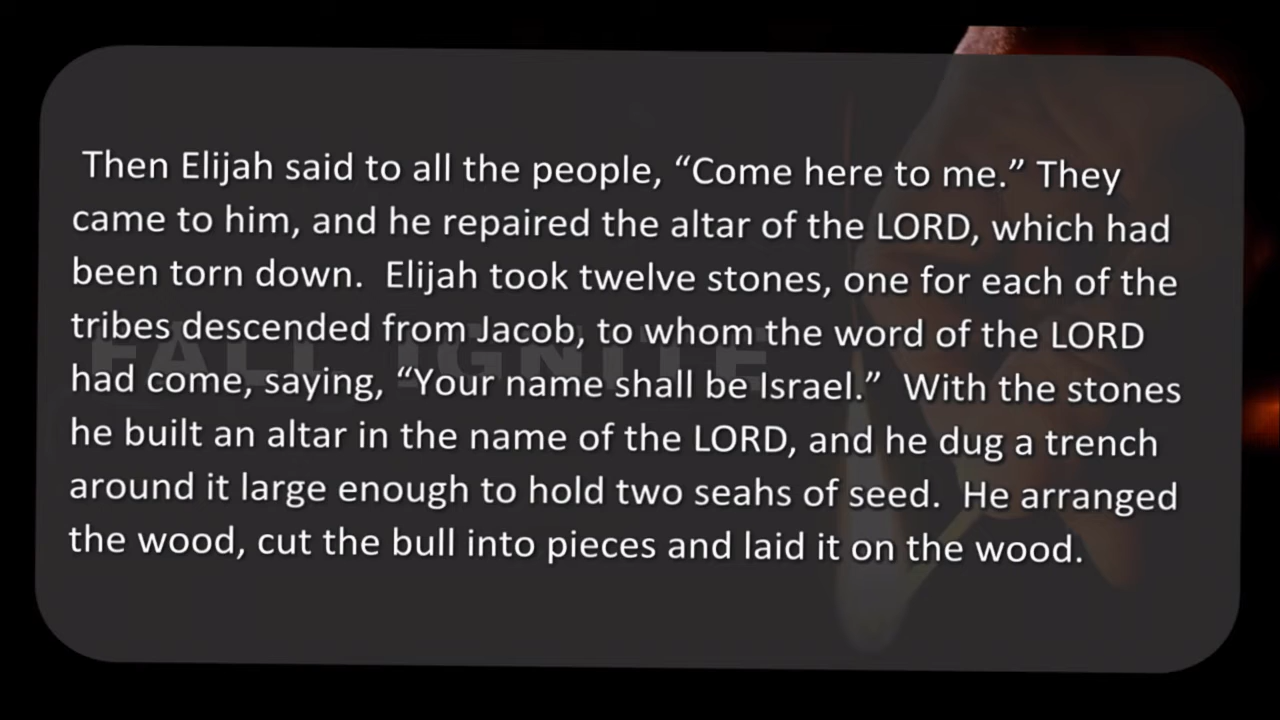 Then Elijah said to all the people, “Come here to me.” They
came to him, and he repaired the altar of the LORD, which had
been torn down.  Elijah took twelve stones, one for each of the
tribes descended from Jacob, to whom the word of the LORD
had come, saying, “Your name shall be Israel.”  With the stones
he built an altar in the name of the LORD, and he dug a trench
around it large enough to hold two seahs of seed.  He arranged
the wood, cut the bull into pieces and laid it on the wood.
FALL IGNITE